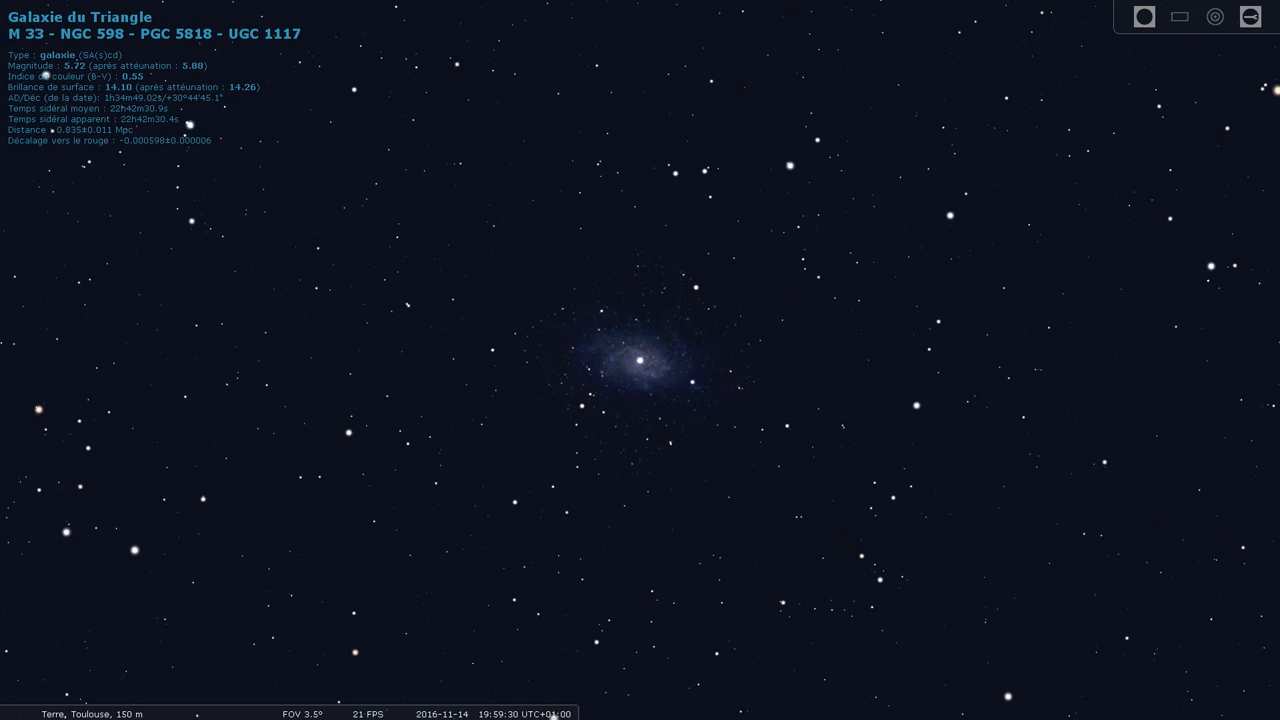 Galaxie du Triangle
M 33 - NGC 598 - PGC 5818 - UGC 1117
Type : galaxie (SA(s)cd)
Magnitude : 5.72 (après atténuation : 5.88)
Indice de couleur (B-V) : 0.55
Brillance de surface : 14.10 (après atténuation : 14.26)
AD/Déc (de la date): 1h34m49.02s/+30°44'45.1"
Temps sidéral moyen : 22h42m30.9s
Temps sidéral apparent : 22h42m30.4s
Distance : 0.835±0.011 Mpc
Décalage vers le rouge : -0.000598±0.000006
Terre, Toulouse, 150 m FOV 3.5° 21 FPS 2016-11-14 19:59:30 UTC+01:00